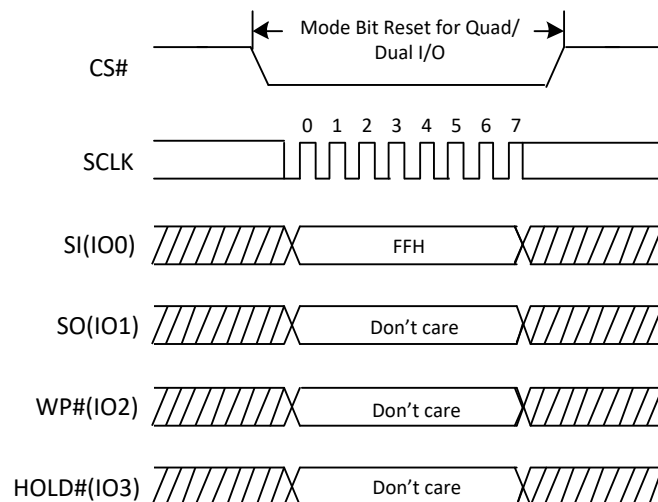 Mode Bit Reset for Quad/
Dual I/O
CS#
0 1 2 3 4 5 6 7
SCLK
SI(IO0) FFH
SO(IO1) Don't care
WP#(IO2) Don't care
HOLD#(IO3) Don't care